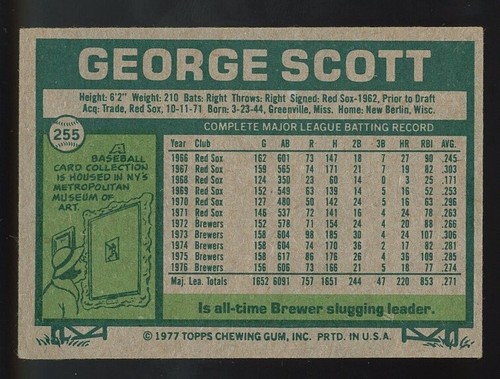 GEORGE SCOTT
Height: 6'2" Weight: 210 Bats: Right Throws: Right Signed: Red Sox-1962, Prior to Draft
Acq: Trade, Red Sox, 10-11-71 Born: 3-23-44, Greenville, Miss. Home: New Berlin, Wisc.
255
A
BASEBALL
CARD COLLECTION
IS HOUSED IN NY'S
METROPOLITAN
MUSEUM OF
ART.
COMPLETE MAJOR LEAGUE BATTING RECORD
Year Club G AB R H 2B 3B HR RBI AVG.
1966 Red Sox 162 601 73 147 18 7 27 90 .245
1967 Red Sox 159 565 74 171 21 7 19 82 .303
1968 Red Sox 124 350 23 60 14 0 3 25 .171
1969 Red Sox 152 549 63 139 14 5 16 52 .253
1970 Red Sox 127 480 50 142 24 5 16 63 .296
1971 Red Sox 146 537 72 141 16 4 24 78 .263
1972 Brewers 152 578 71 154 24 4 20 88 .266
1973 Brewers 158 604 98 185 30 4 24 107 .306
1974 Brewers 158 604 74 170 36 2 17 82 .281
1975 Brewers 158 617 86 176 26 4 36 109 .285
1976 Brewers 156 606 73 166 21 5 18 77 .274
Maj. Lea. Totals 1652 6091 757 1651 244 47 220 853 .271
Is all-time Brewer slugging leader.
© 1977 TOPPS CHEWING GUM, INC. PRTD. IN U.S.A.